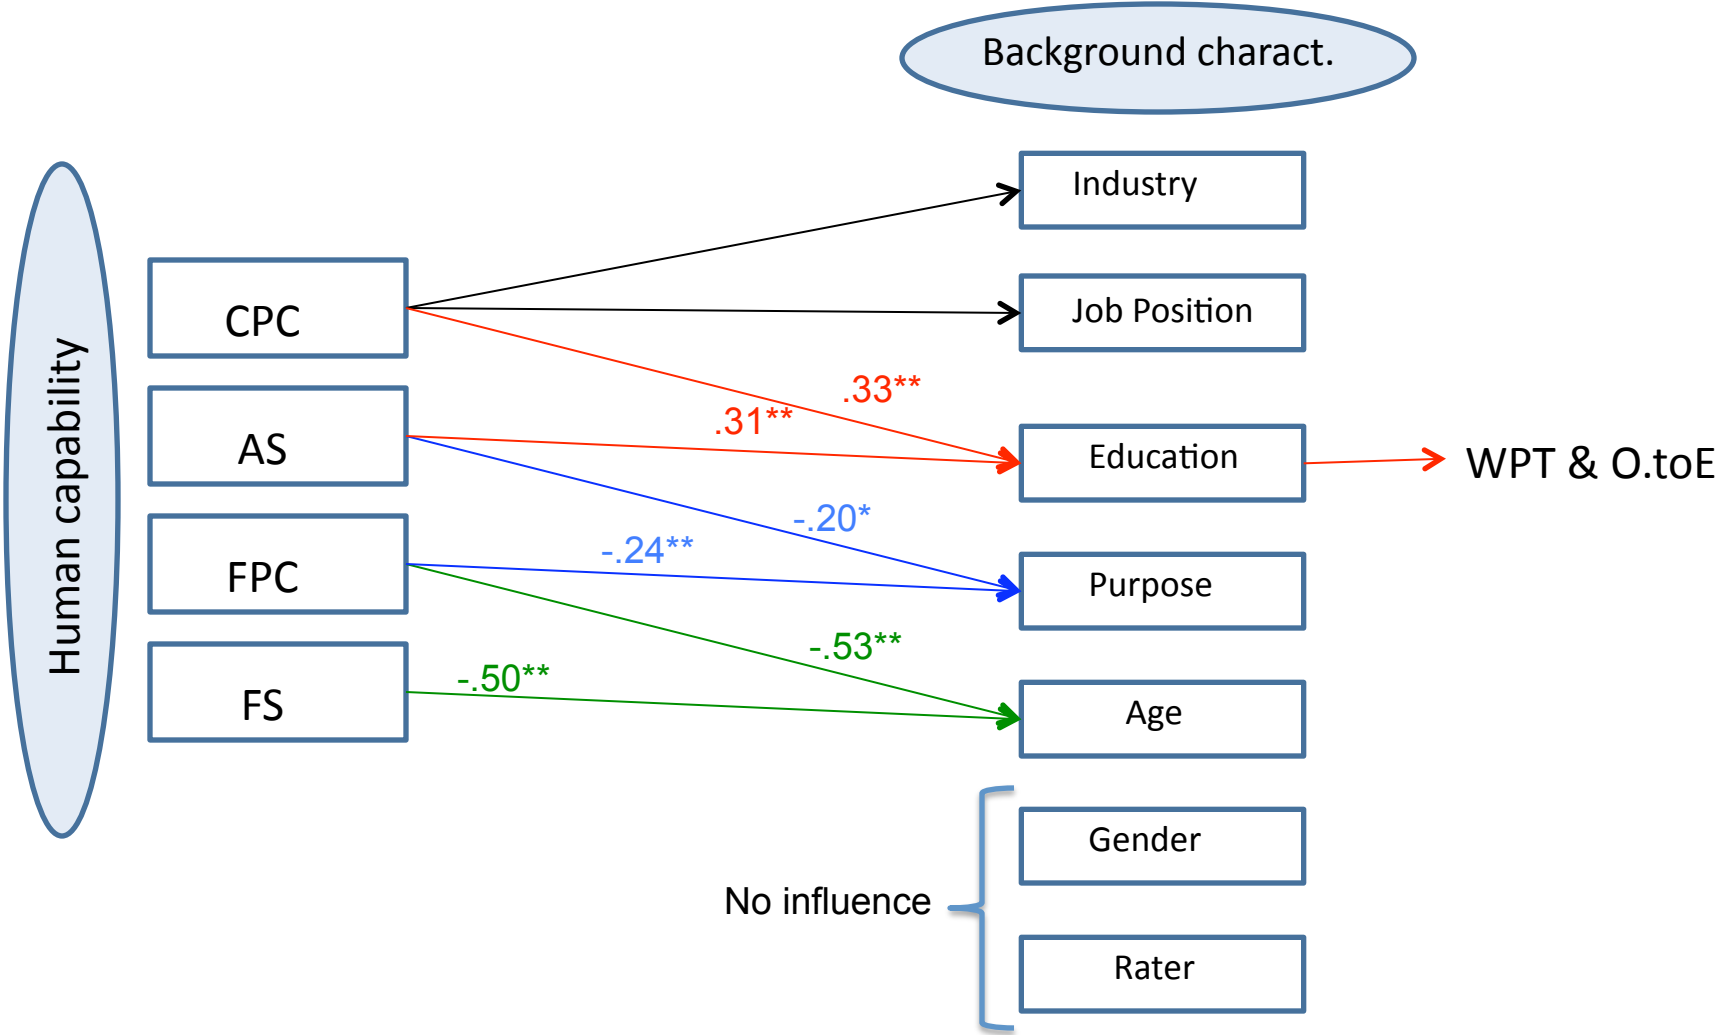 Background charact.
Human capability
Industry
CPC
Job Position
.33**
.31**
AS
Education
WPT & O.toE
-.20*
-.24**
FPC
Purpose
-.53**
-.50**
FS
Age
Gender
No influence
Rater